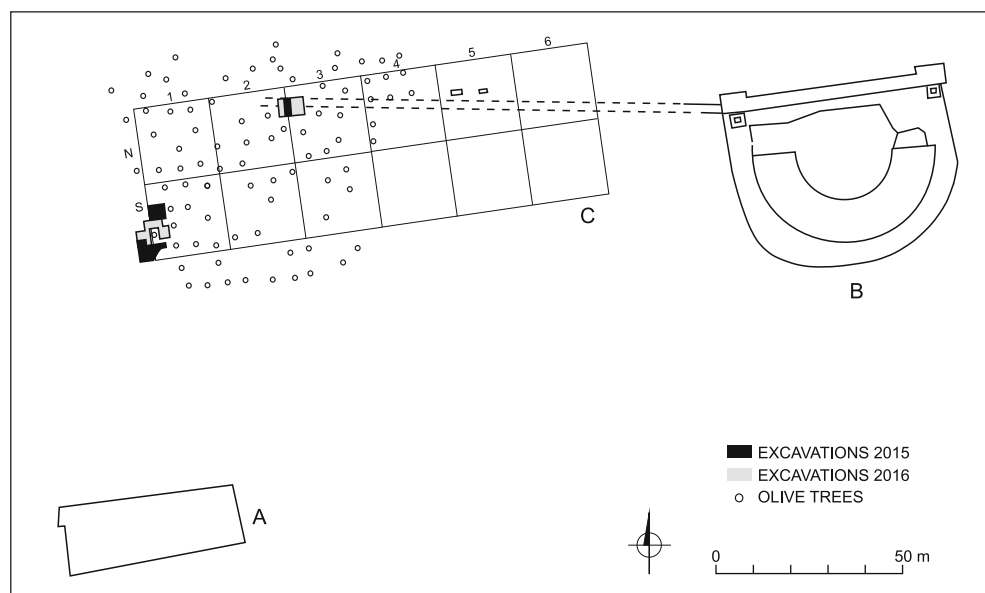 1 2 3 4 5 6
N
S
C
B
A
EXCAVATIONS 2015
EXCAVATIONS 2016
OLIVE TREES
0 50 m